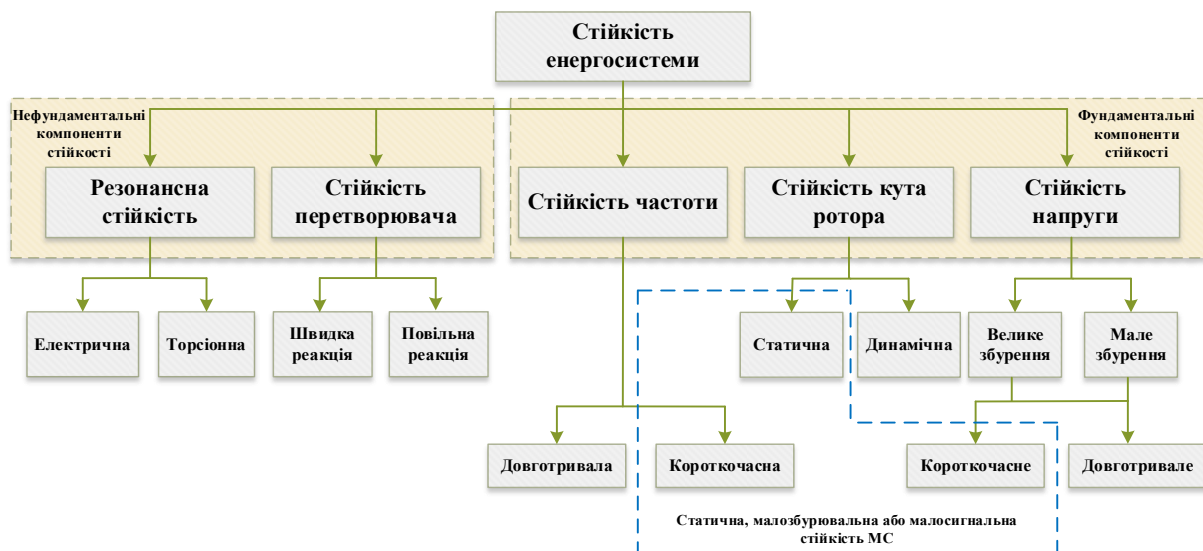 Стійкість
енергосистеми
Нефундаментальні
компоненти
стійкості
Фундаментальні
компоненти
стійкості
Резонансна
стійкість
Стійкість
перетворювача
Стійкість частоти
Стійкість кута
ротора
Стійкість
напруги
Електрична
Торсіонна
Швидка
реакція
Повільна
реакція
Статична
Динамічна
Велике
збурення
Мале
збурення
Довготривала
Короткочасна
Короткочасне
Довготривале
Статична, малозбурювальна або малосигнальна
стійкість МС